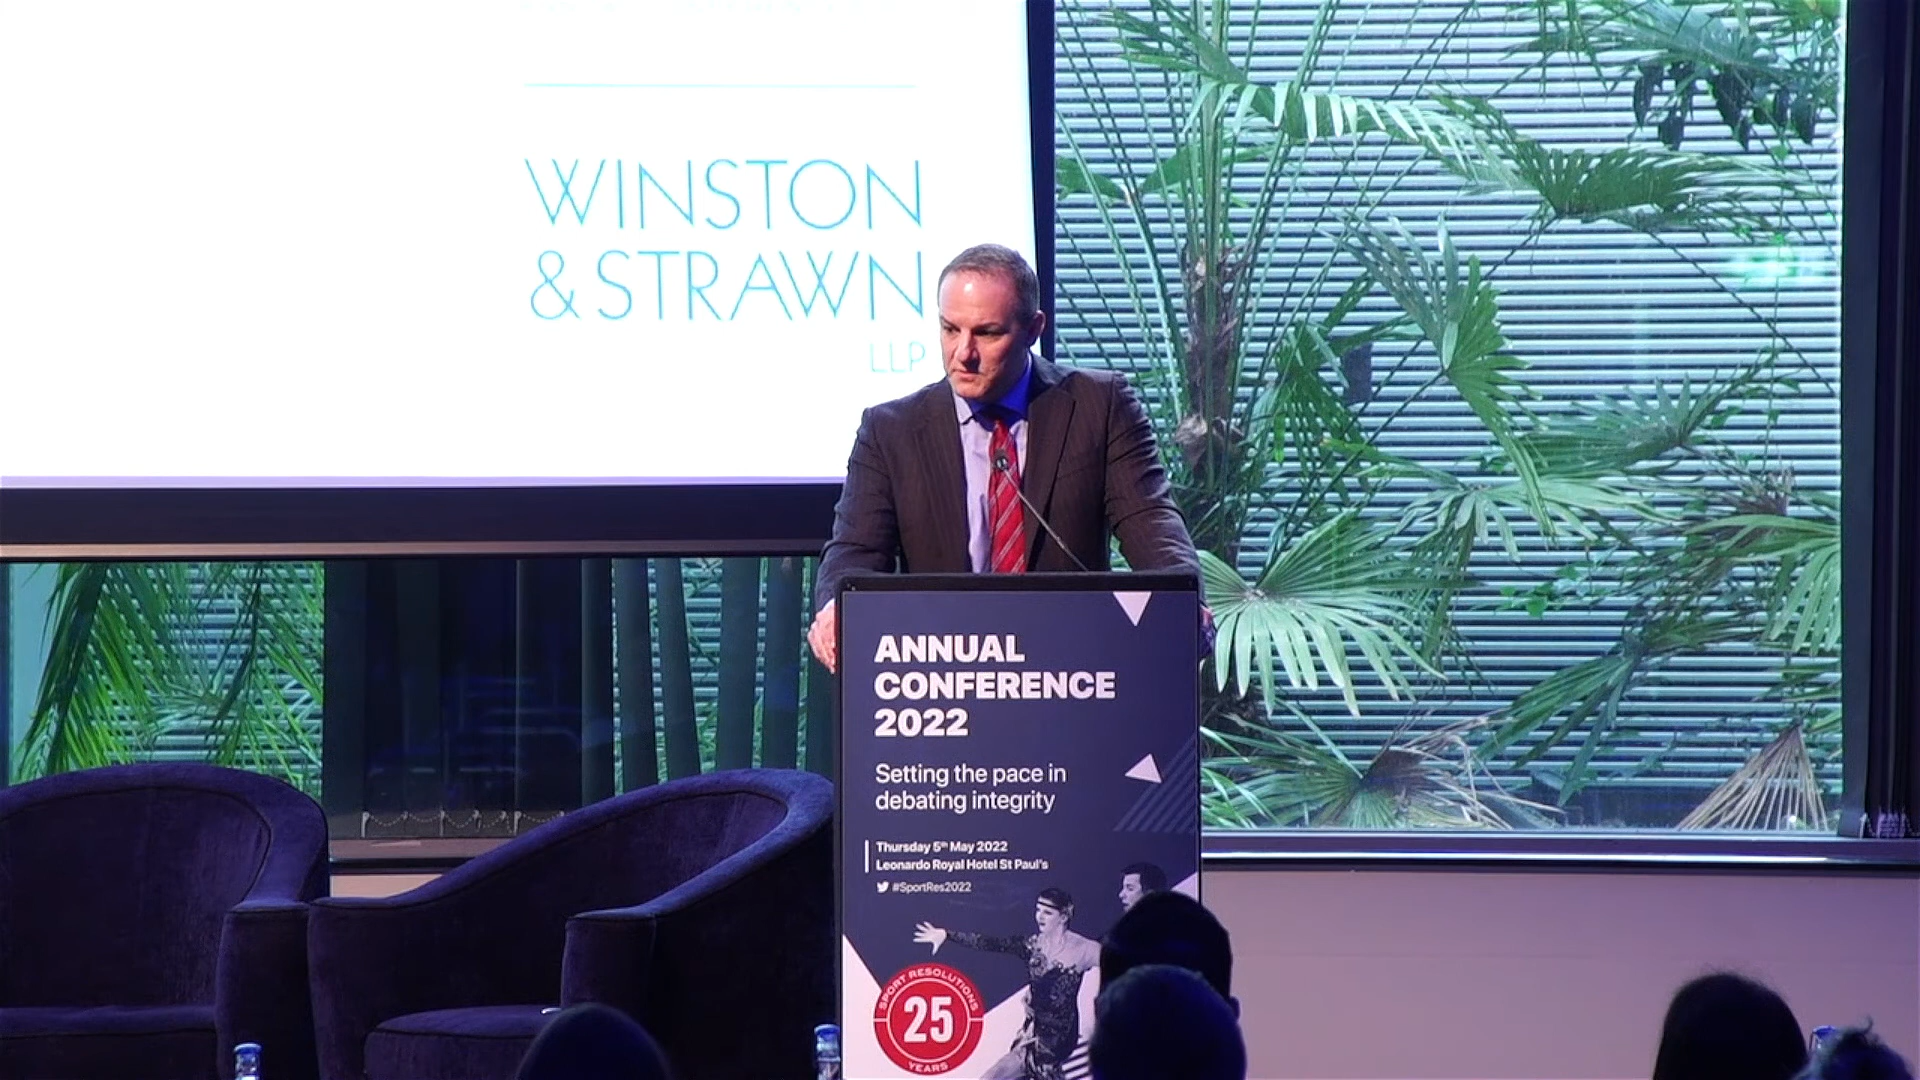 WINSTON
& STRAWN
LLP
ANNUAL
CONFERENCE
2022
Setting the pace in
debating integrity
Thursday 5th May 2022
Leonardo Royal Hotel St Paul's
#SportRes2022
SPORT RESOLUTIONS
25
YEARS